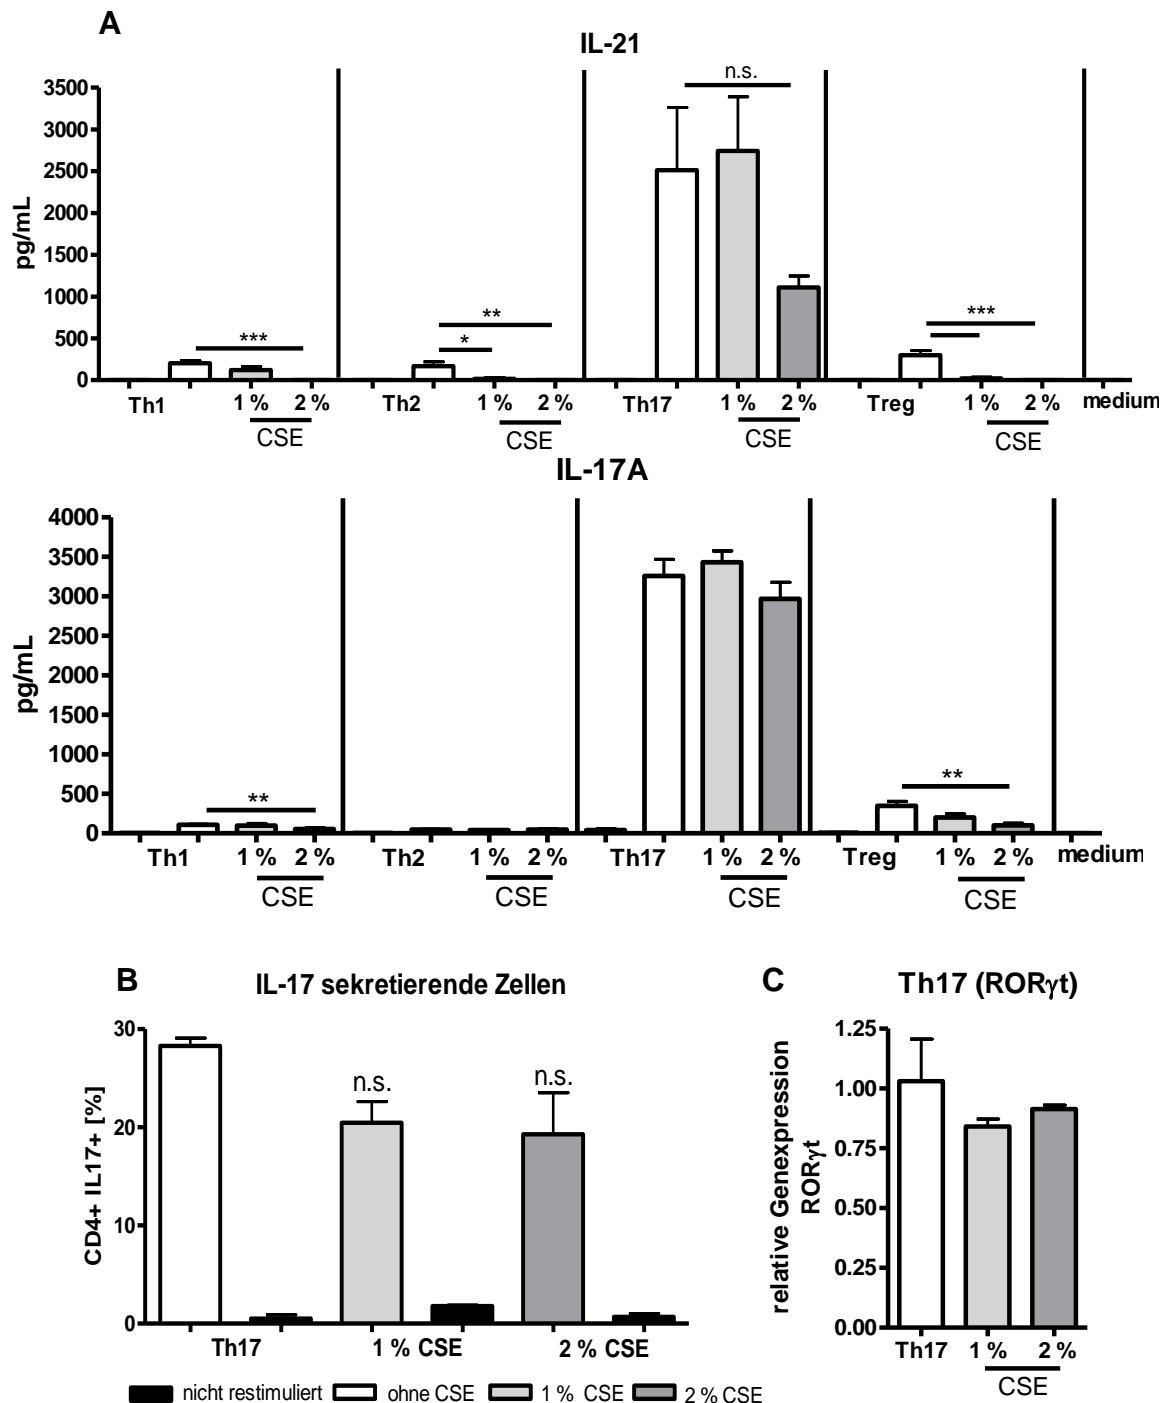 A
IL-21
pg/mL
3500
3000
2500
2000
1500
1000
500
0
***
**
*
n.s.
***
Th1 1 % 2 % Th2 1 % 2 % Th17 1 % 2 % Treg 1 % 2 % medium
CSE CSE CSE CSE
IL-17A
pg/mL
4000
3500
3000
2500
2000
1500
1000
500
0
**
**
Th1 1 % 2 % Th2 1 % 2 % Th17 1 % 2 % Treg 1 % 2 % medium
CSE CSE CSE CSE
B
IL-17 sekretierende Zellen
CD4+ IL17+ [%]
30
20
10
0
n.s.
n.s.
Th17 1 % CSE 2 % CSE
C
Th17 (RORγt)
relative Genexpression
RORγt
1.25
1.00
0.75
0.50
0.25
0.00
Th17 1 % 2 %
CSE
nicht restimuliert ohne CSE 1 % CSE 2 % CSE